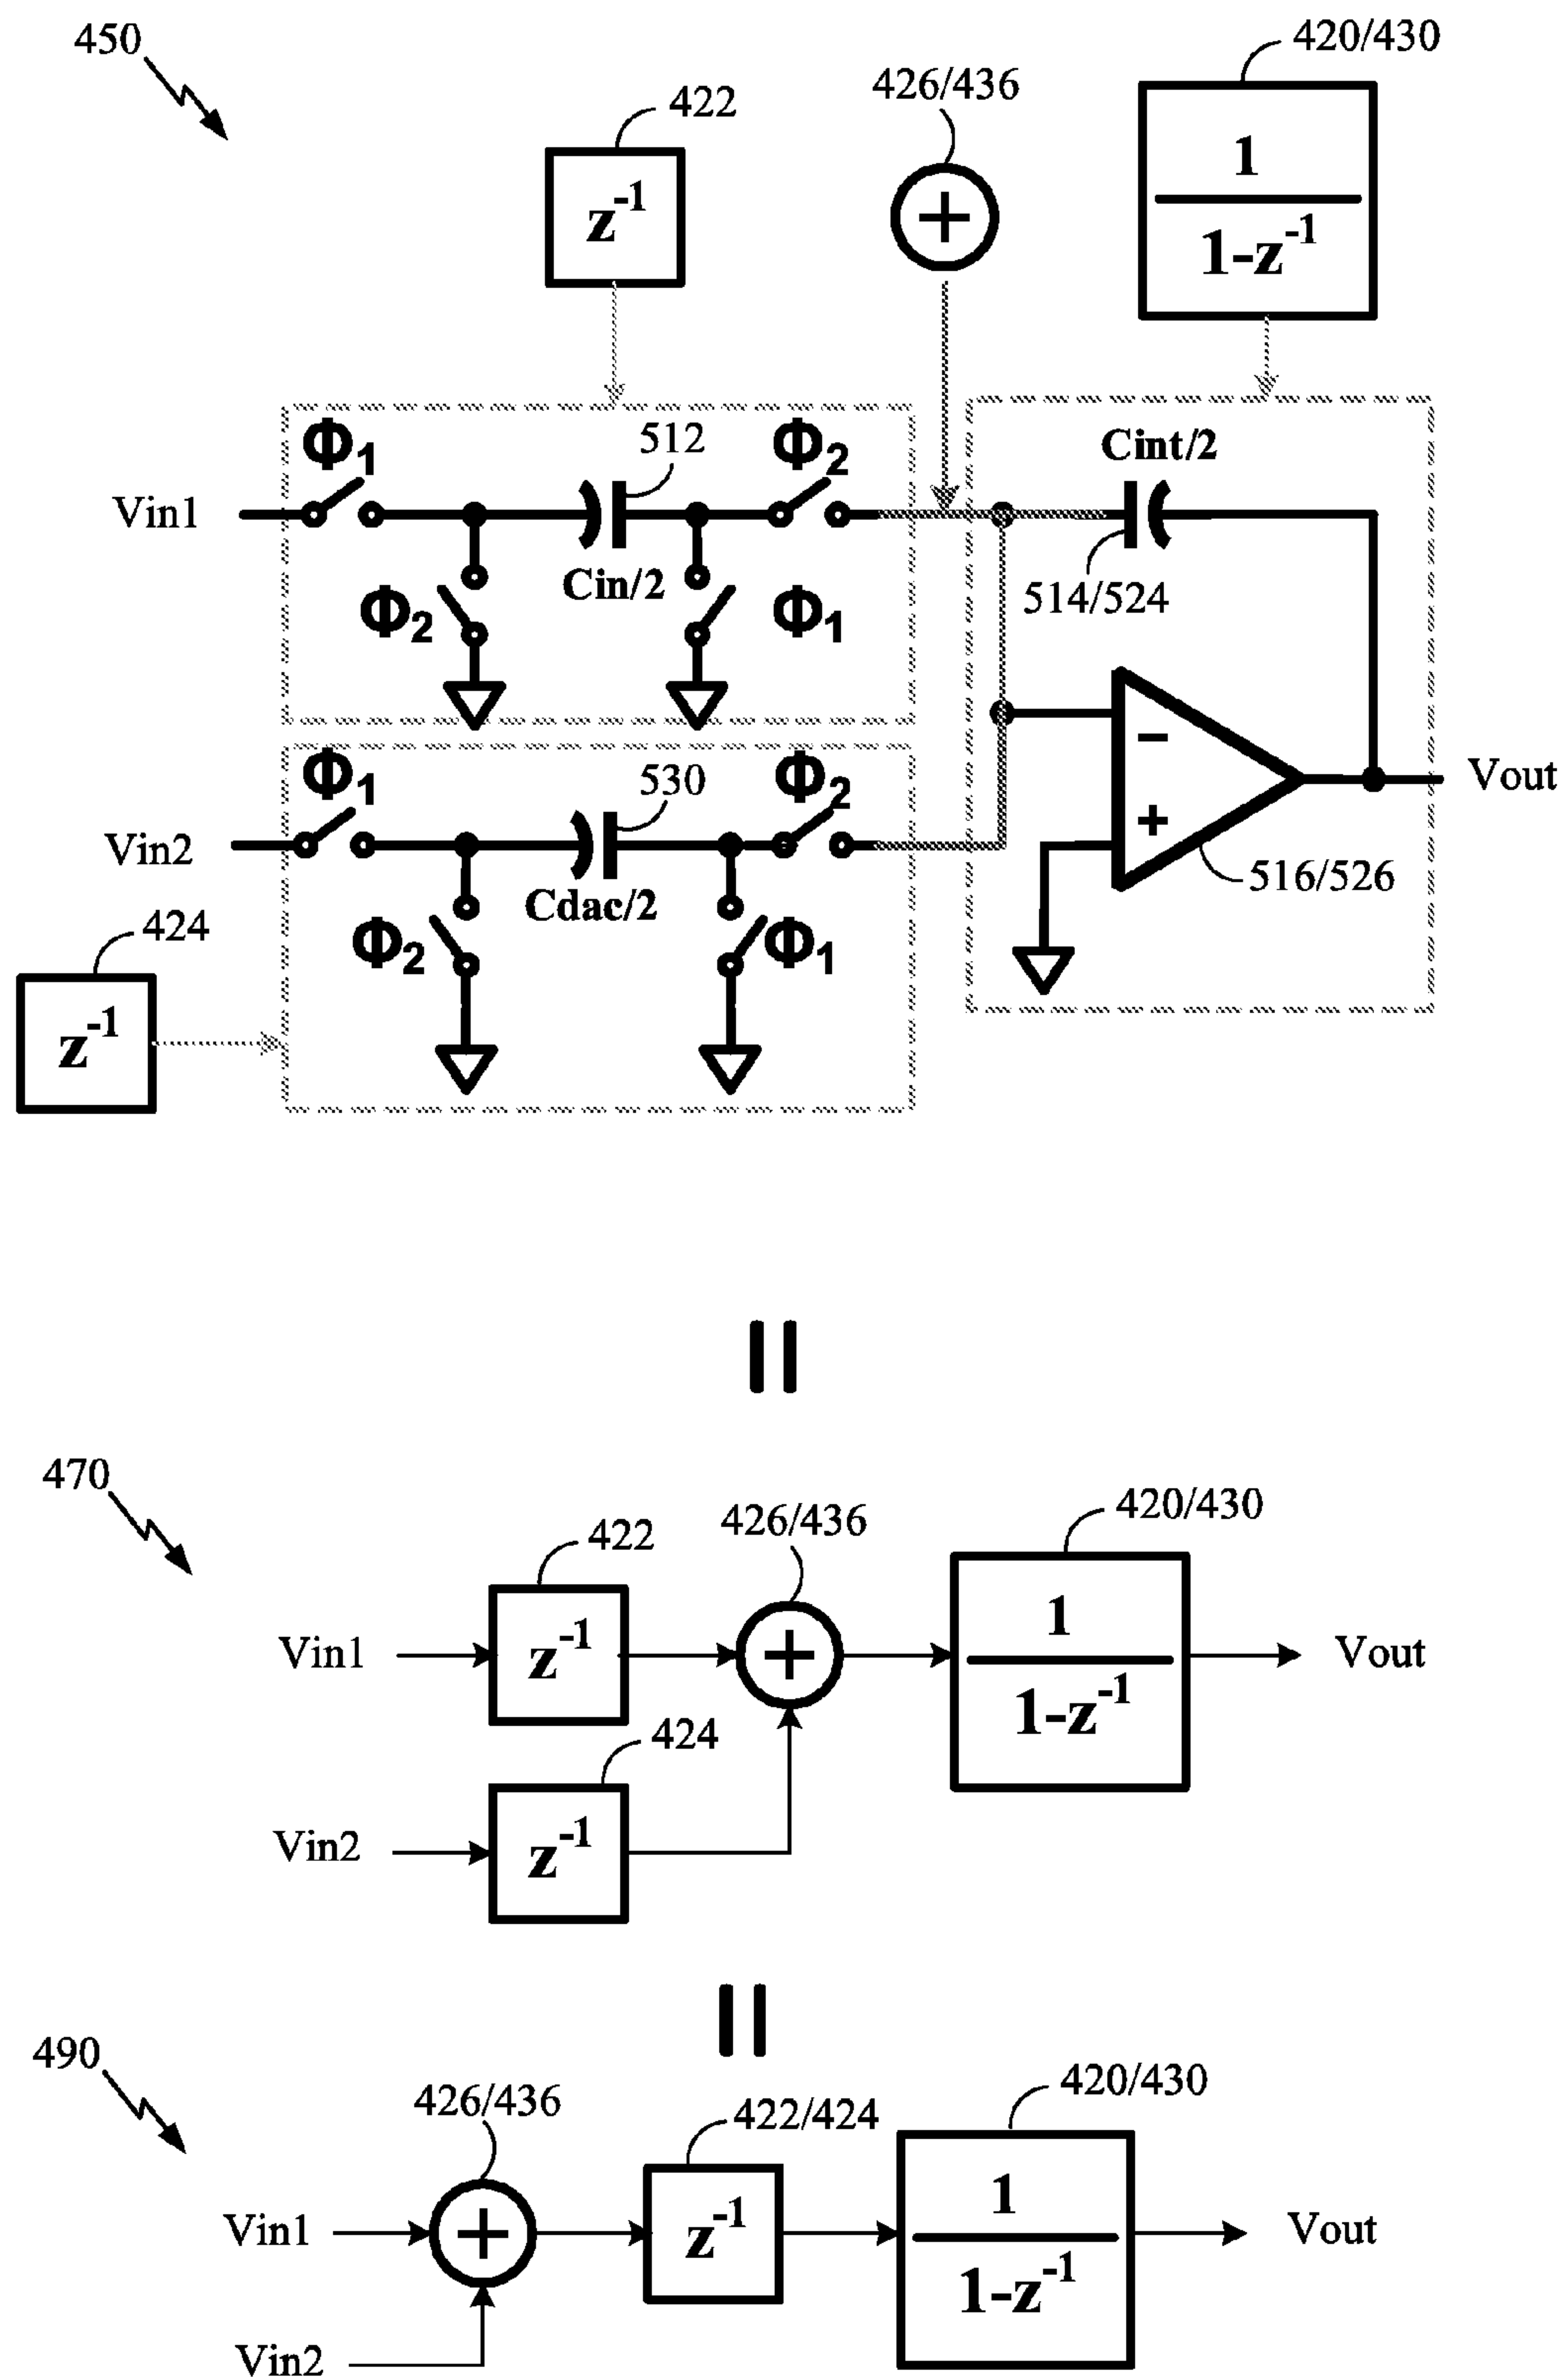 450
422
z⁻¹
426/436
+
420/430
1
1-z⁻¹
Φ1
512
Φ2
Cint/2
Vin1
Cin/2
514/524
Φ2
Φ1
Φ1
530
Φ2
−
Vout
Vin2
+
516/526
Cdac/2
424
Φ2
Φ1
z⁻¹
=
470
422
426/436
420/430
Vin1
z⁻¹
+
1
1-z⁻¹
Vout
424
Vin2
z⁻¹
=
490
426/436
422/424
420/430
Vin1
+
z⁻¹
1
1-z⁻¹
Vout
Vin2